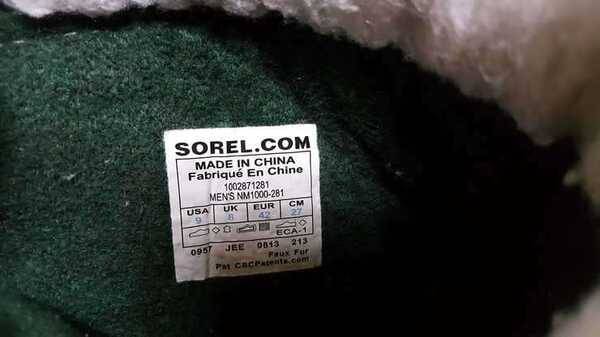 SOREL.COM
MADE IN CHINA
Fabriqué En Chine
1002871281
MEN'S NM1000-281
USA UK EUR CM
9 8 42 27
ECA-1
0957 JEE 0813 213
Faux Fur
Pat CSCPatents.com